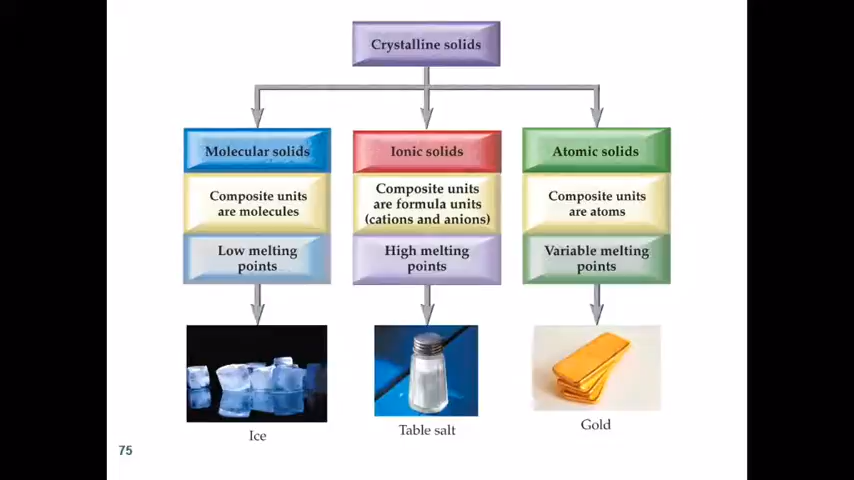 Crystalline solids
Molecular solids
Ionic solids
Atomic solids
Composite units
are molecules
Composite units
are formula units
(cations and anions)
Composite units
are atoms
Low melting
points
High melting
points
Variable melting
points
Ice
Table salt
Gold
75